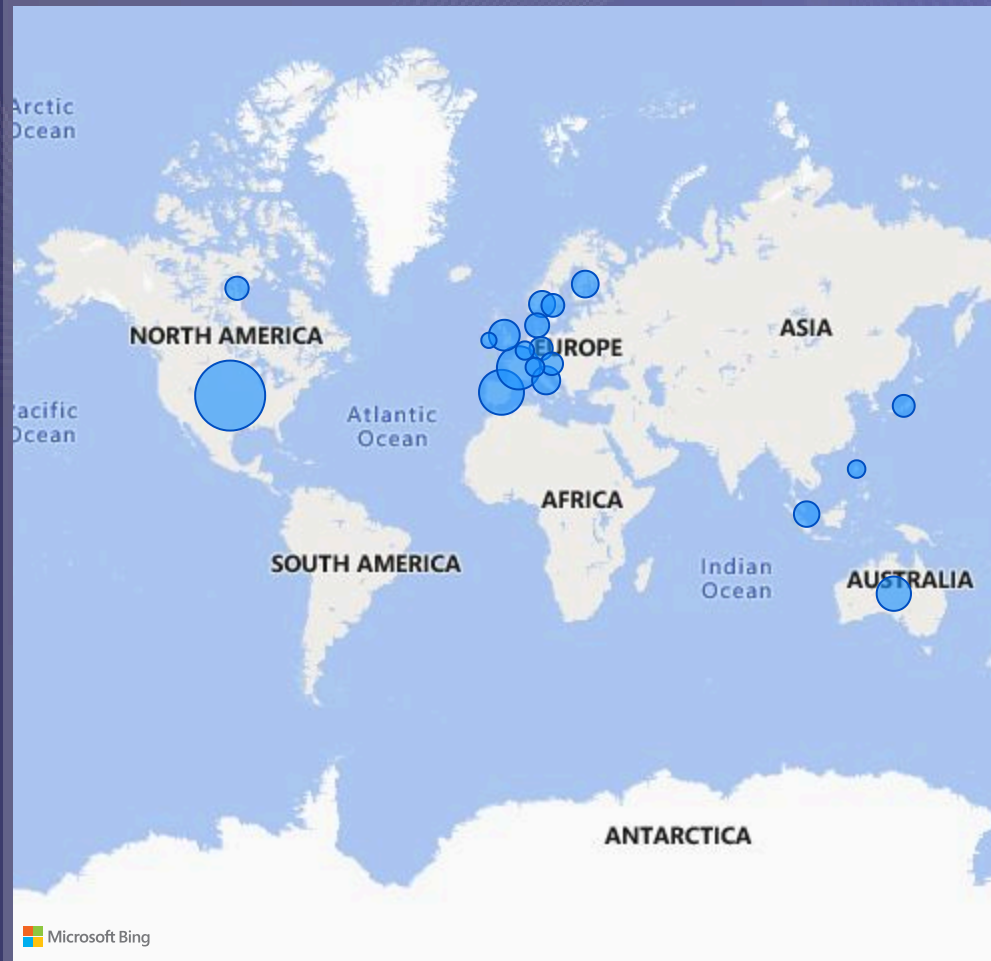 Arctic
Ocean
NORTH AMERICA
EUROPE
ASIA
Pacific
Ocean
Atlantic
Ocean
AFRICA
SOUTH AMERICA
Indian
Ocean
AUSTRALIA
ANTARCTICA
Microsoft Bing